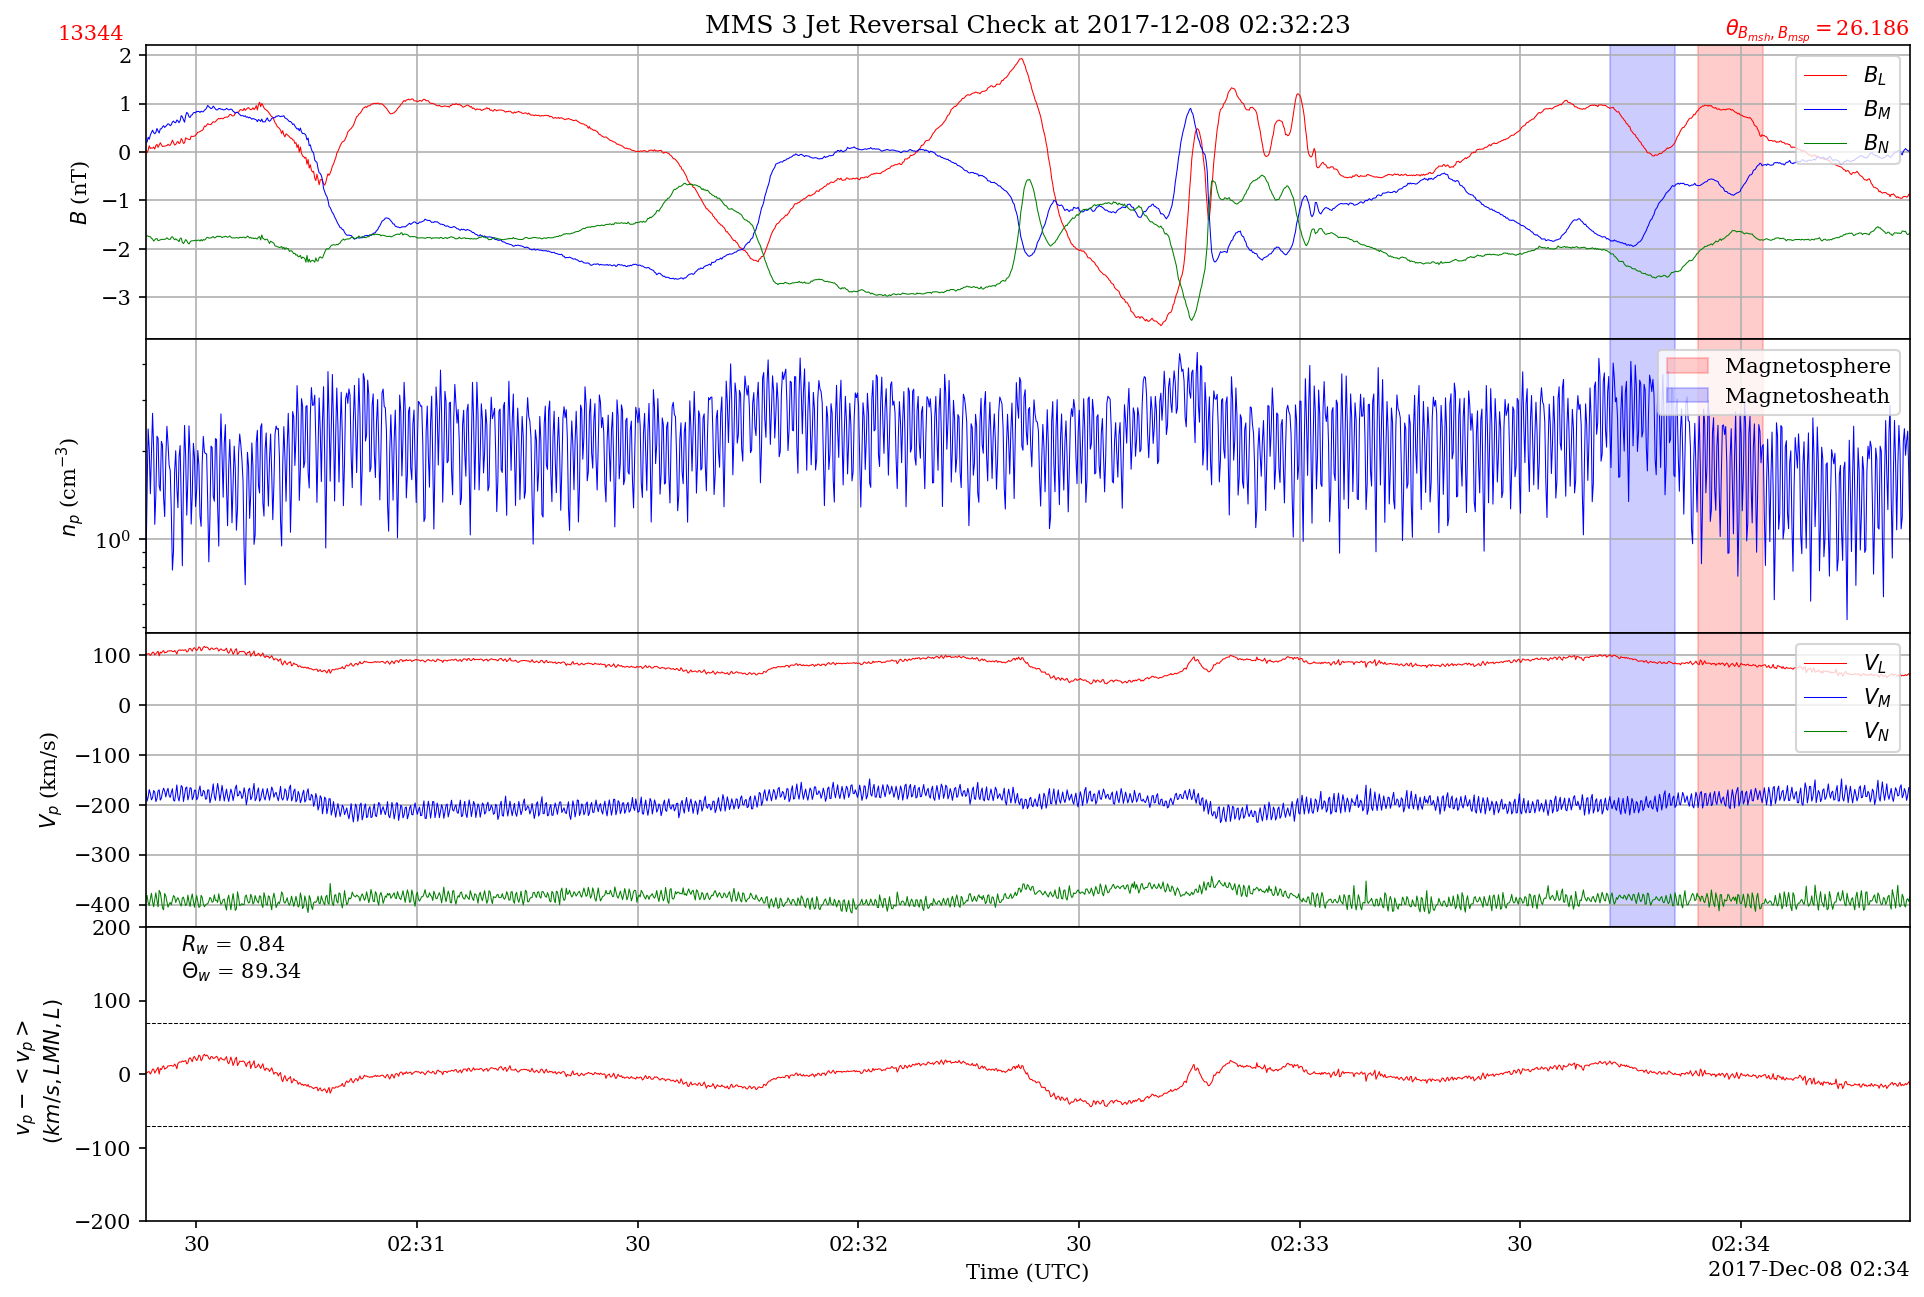 MMS 3 Jet Reversal Check at 2017-12-08 02:32:23
13344
θ_{B_{msh}, B_{msp}} = 26.186
2
1
0
−1
−2
−3
B (nT)
B_L
B_M
B_N
10^0
n_p (cm^{−3})
Magnetosphere
Magnetosheath
100
0
−100
−200
−300
−400
V_p (km/s)
V_L
V_M
V_N
200
100
0
−100
−200
v_p − < v_p >
(km/s, LMN, L)
R_w = 0.84
Θ_w = 89.34
30 02:31 30 02:32 30 02:33 30 02:34
Time (UTC)
2017-Dec-08 02:34